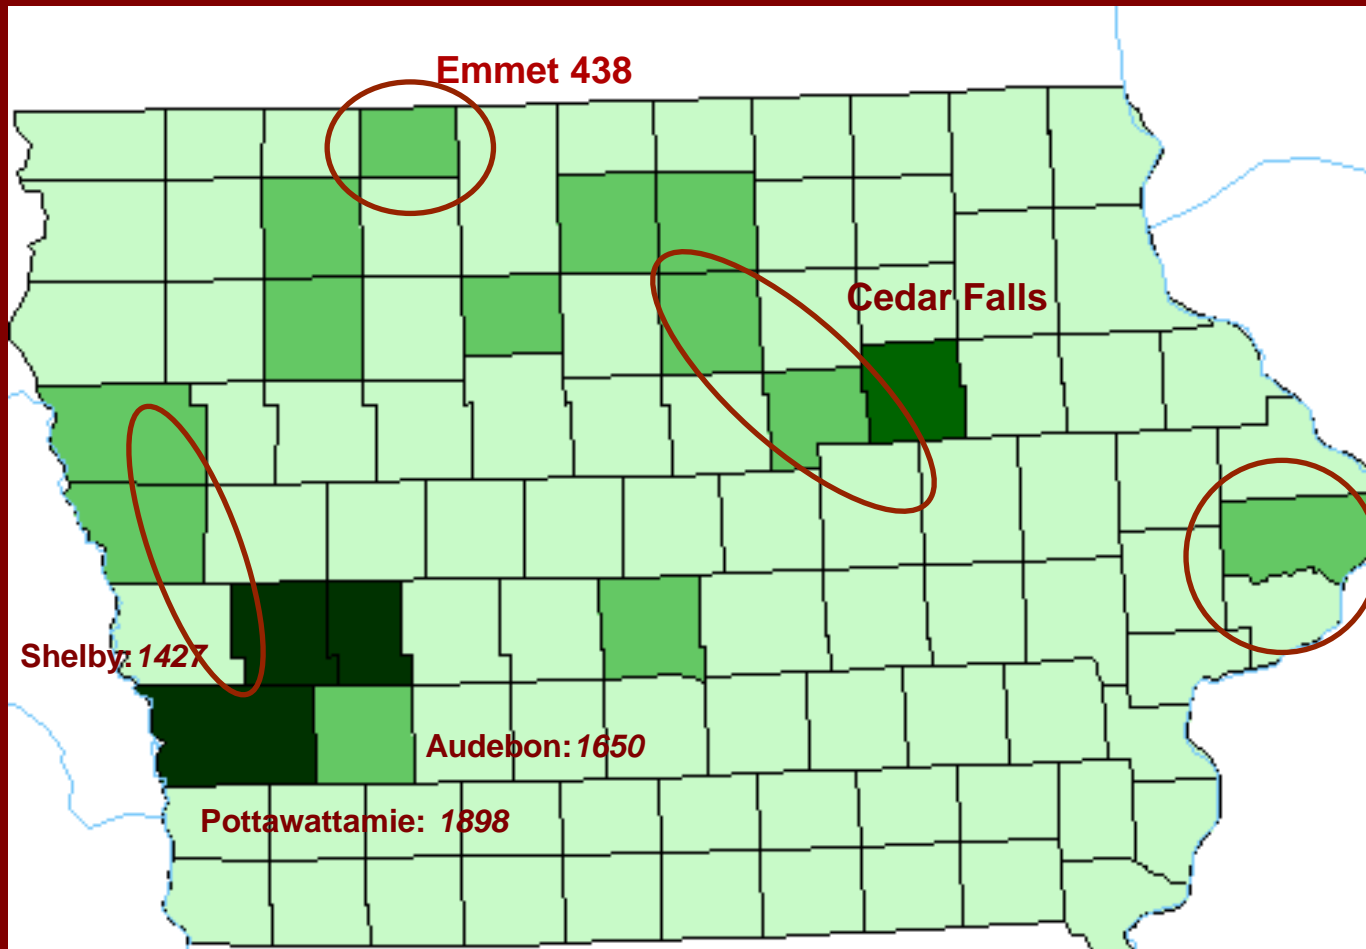 Emmet 438
Cedar Falls
Shelby: 1427
Audebon: 1650
Pottawattamie: 1898